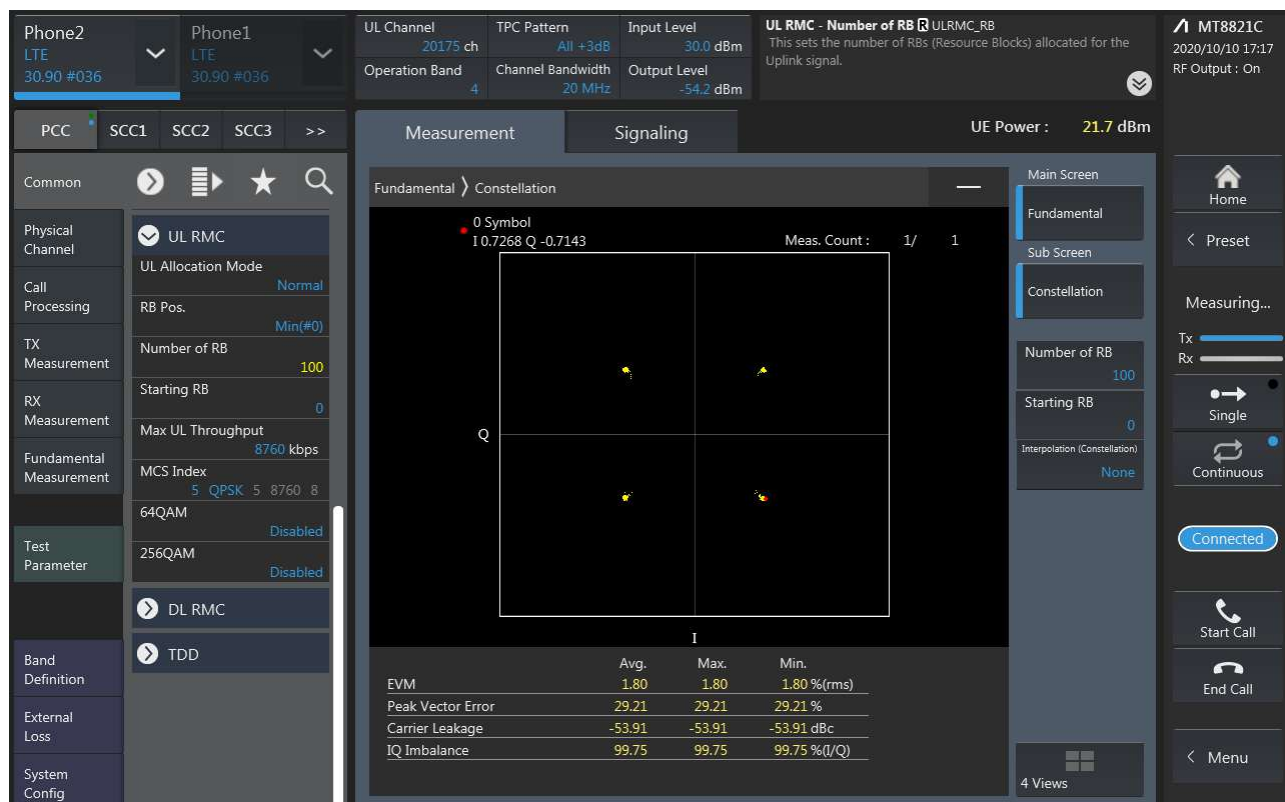 Phone2
LTE
30.90 #036
Phone1
LTE
30.90 #036
UL Channel
20175 ch
TPC Pattern
All +3dB
Input Level
30.0 dBm
Operation Band
4
Channel Bandwidth
20 MHz
Output Level
-54.2 dBm
UL RMC - Number of RB R ULRMC_RB
This sets the number of RBs (Resource Blocks) allocated for the
Uplink signal.
MT8821C
2020/10/10 17:17
RF Output : On
PCC SCC1 SCC2 SCC3 >>
Measurement
Signaling
UE Power : 21.7 dBm
Common
Physical
Channel
Call
Processing
TX
Measurement
RX
Measurement
Fundamental
Measurement
Test
Parameter
Band
Definition
External
Loss
System
Config
UL RMC
UL Allocation Mode
Normal
RB Pos.
Min(#0)
Number of RB
100
Starting RB
0
Max UL Throughput
8760 kbps
MCS Index
5 QPSK 5 8760 8
64QAM
Disabled
256QAM
Disabled
DL RMC
TDD
Fundamental 〉 Constellation
0 Symbol
I 0.7268 Q -0.7143
Meas. Count : 1/ 1
Q
I
Avg. Max. Min.
EVM 1.80 1.80 1.80 %(rms)
Peak Vector Error 29.21 29.21 29.21 %
Carrier Leakage -53.91 -53.91 -53.91 dBc
IQ Imbalance 99.75 99.75 99.75 %(I/Q)
Main Screen
Fundamental
Sub Screen
Constellation
Number of RB
100
Starting RB
0
Interpolation (Constellation)
None
4 Views
Home
< Preset
Measuring...
Tx
Rx
Single
Continuous
Connected
Start Call
End Call
< Menu